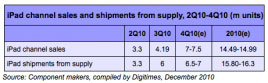 iPad channel sales and shipments from supply, 2Q10-4Q10 (m units)
2Q10 3Q10 4Q10(e) 2010(e)
iPad channel sales 3.3 4.19 7-7.5 14.49-14.99
iPad shipments from supply 3.3 6 6.5-7 15.80-16.3
Source: Component makers, compiled by Digitimes, December 2010